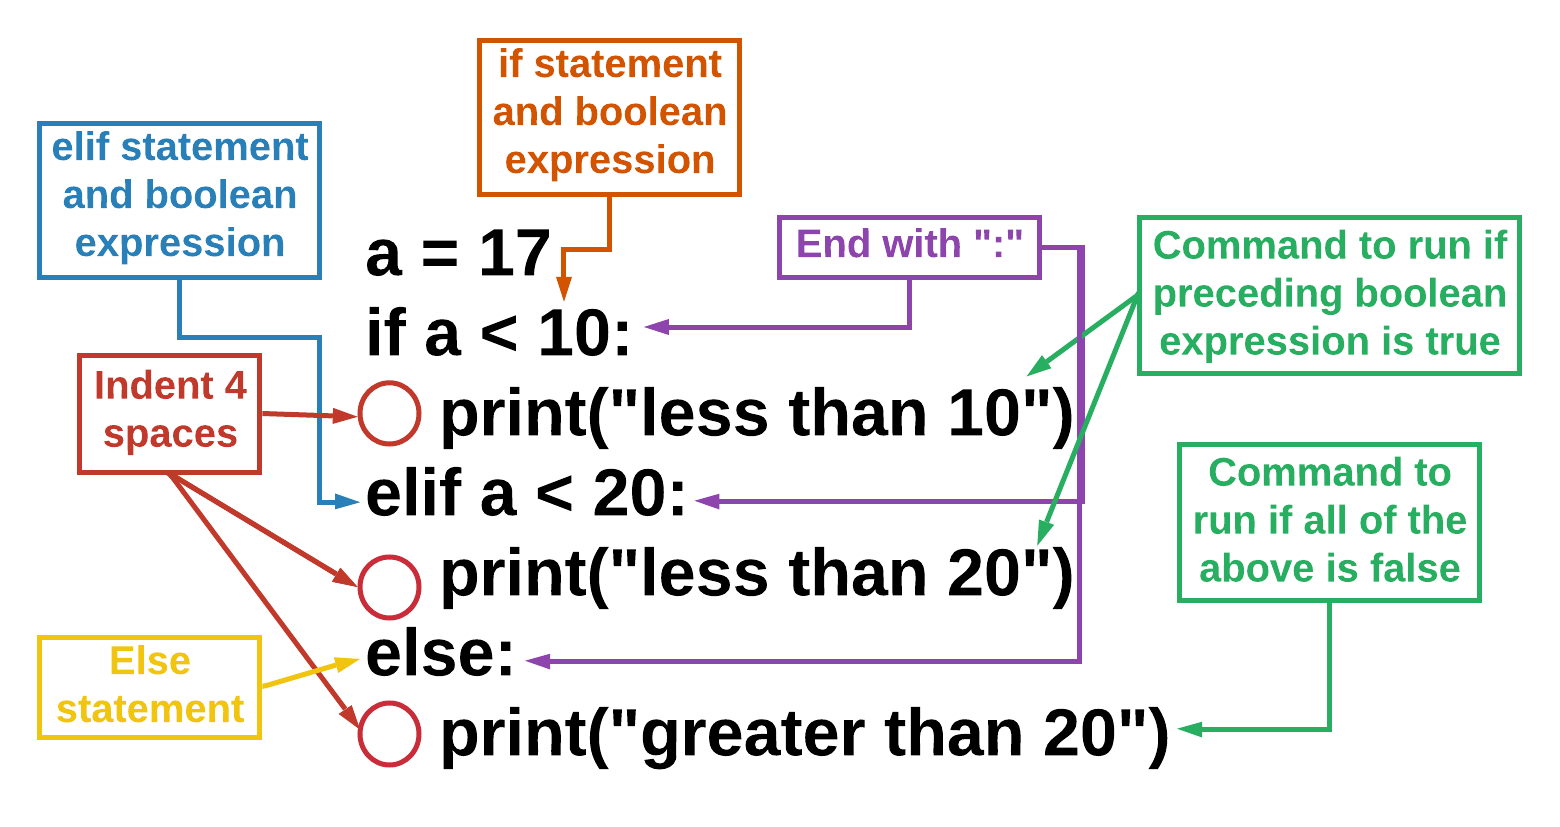 if statement
and boolean
expression
elif statement
and boolean
expression
a = 17
End with ":"
Command to run if
preceding boolean
expression is true
if a < 10:
Indent 4
spaces
print("less than 10")
elif a < 20:
Command to
run if all of the
above is false
print("less than 20")
Else
statement
else:
print("greater than 20")